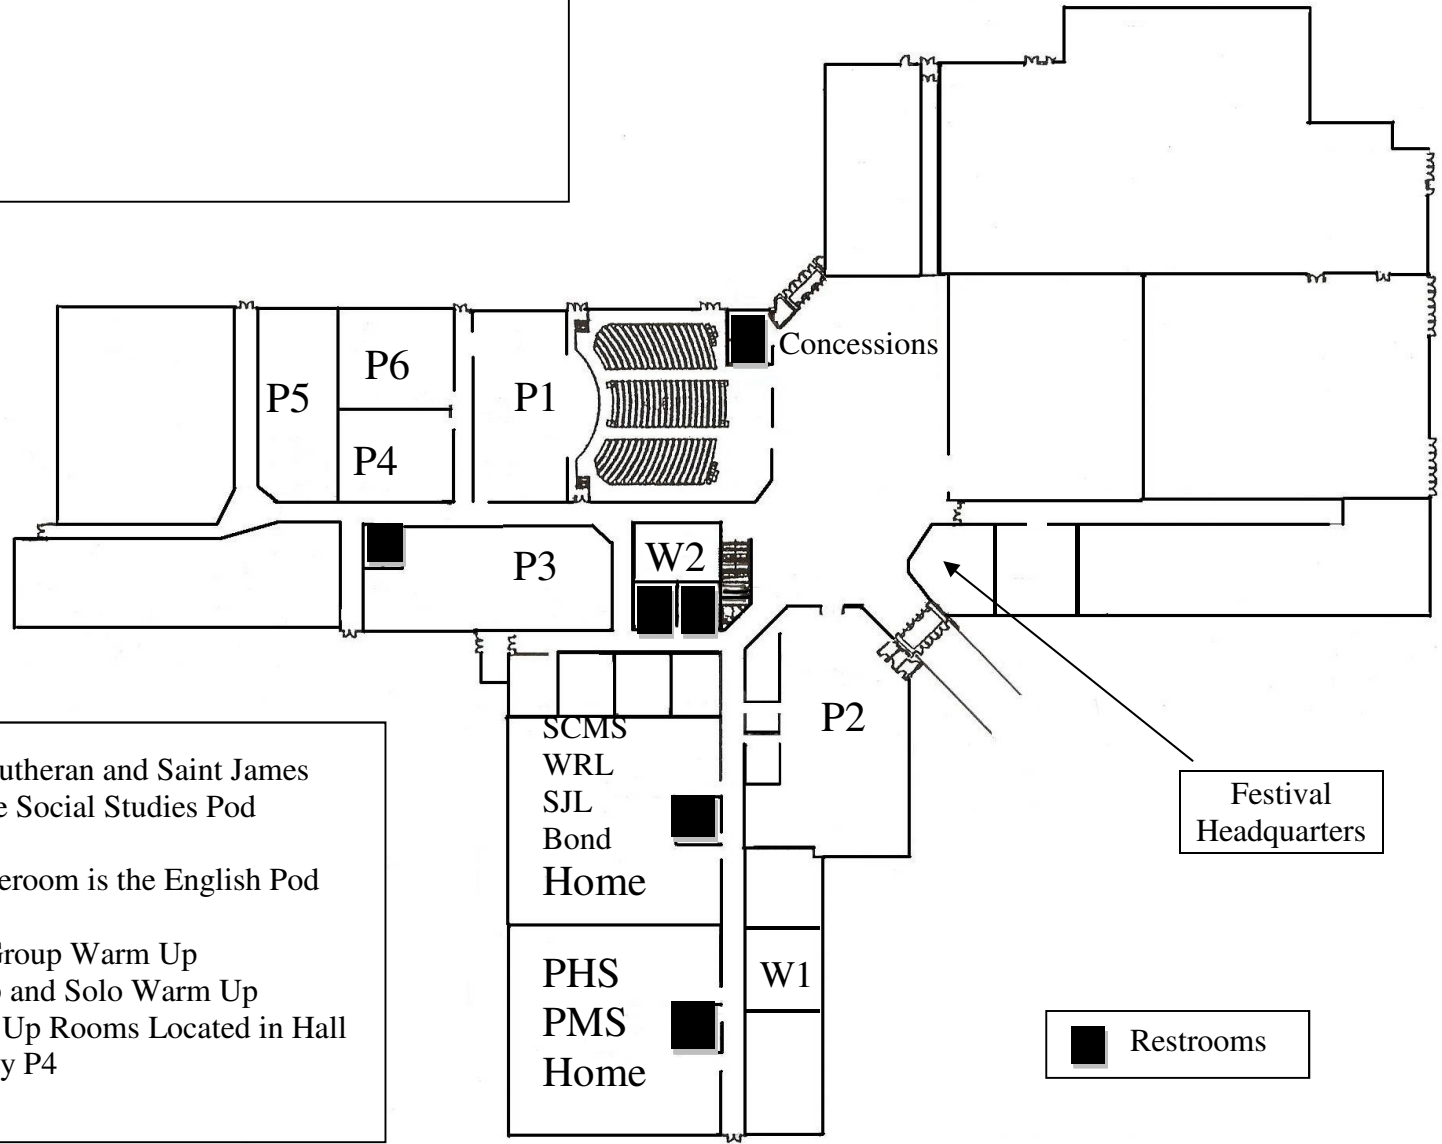 Concessions
P6
P5
P1
P4
W2
P3
P2
SCMS
WRL
SJL
Bond
Home
Festival
Headquarters
utheran and Saint James
e Social Studies Pod
eroom is the English Pod
Group Warm Up
o and Solo Warm Up
Up Rooms Located in Hall
y P4
PHS
PMS
Home
W1
Restrooms